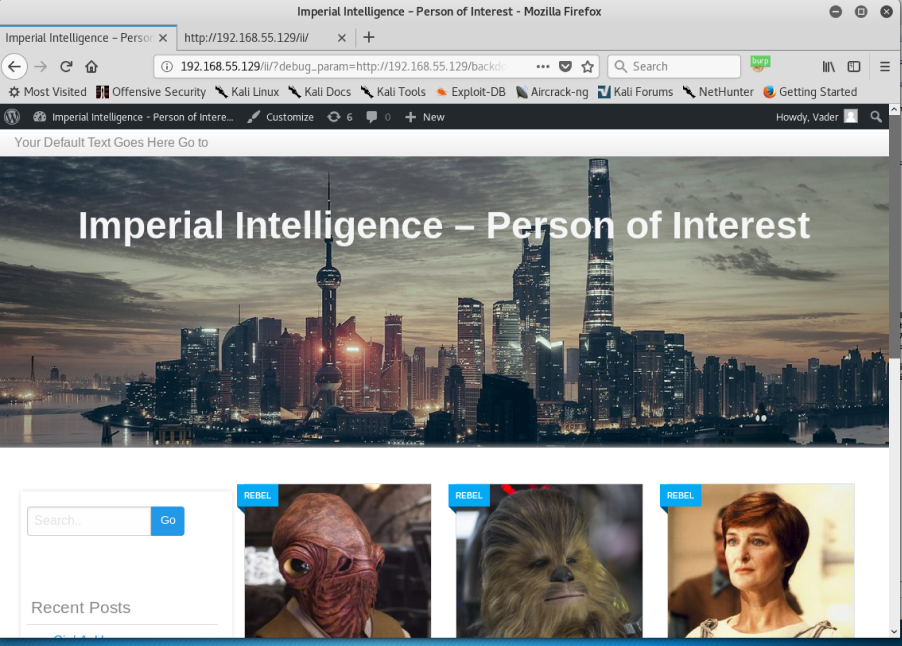 Imperial Intelligence – Person of Interest - Mozilla Firefox
Imperial Intelligence – Person
http://192.168.55.129/ii/
192.168.55.129/ii/?debug_param=http://192.168.55.129/backdo
Search
burp
Most Visited Offensive Security Kali Linux Kali Docs Kali Tools Exploit-DB Aircrack-ng Kali Forums NetHunter Getting Started
Imperial Intelligence - Person of Intere... Customize 6 0 New Howdy, Vader
Your Default Text Goes Here Go to
Imperial Intelligence – Person of Interest
REBEL REBEL REBEL
Search.. Go
Recent Posts